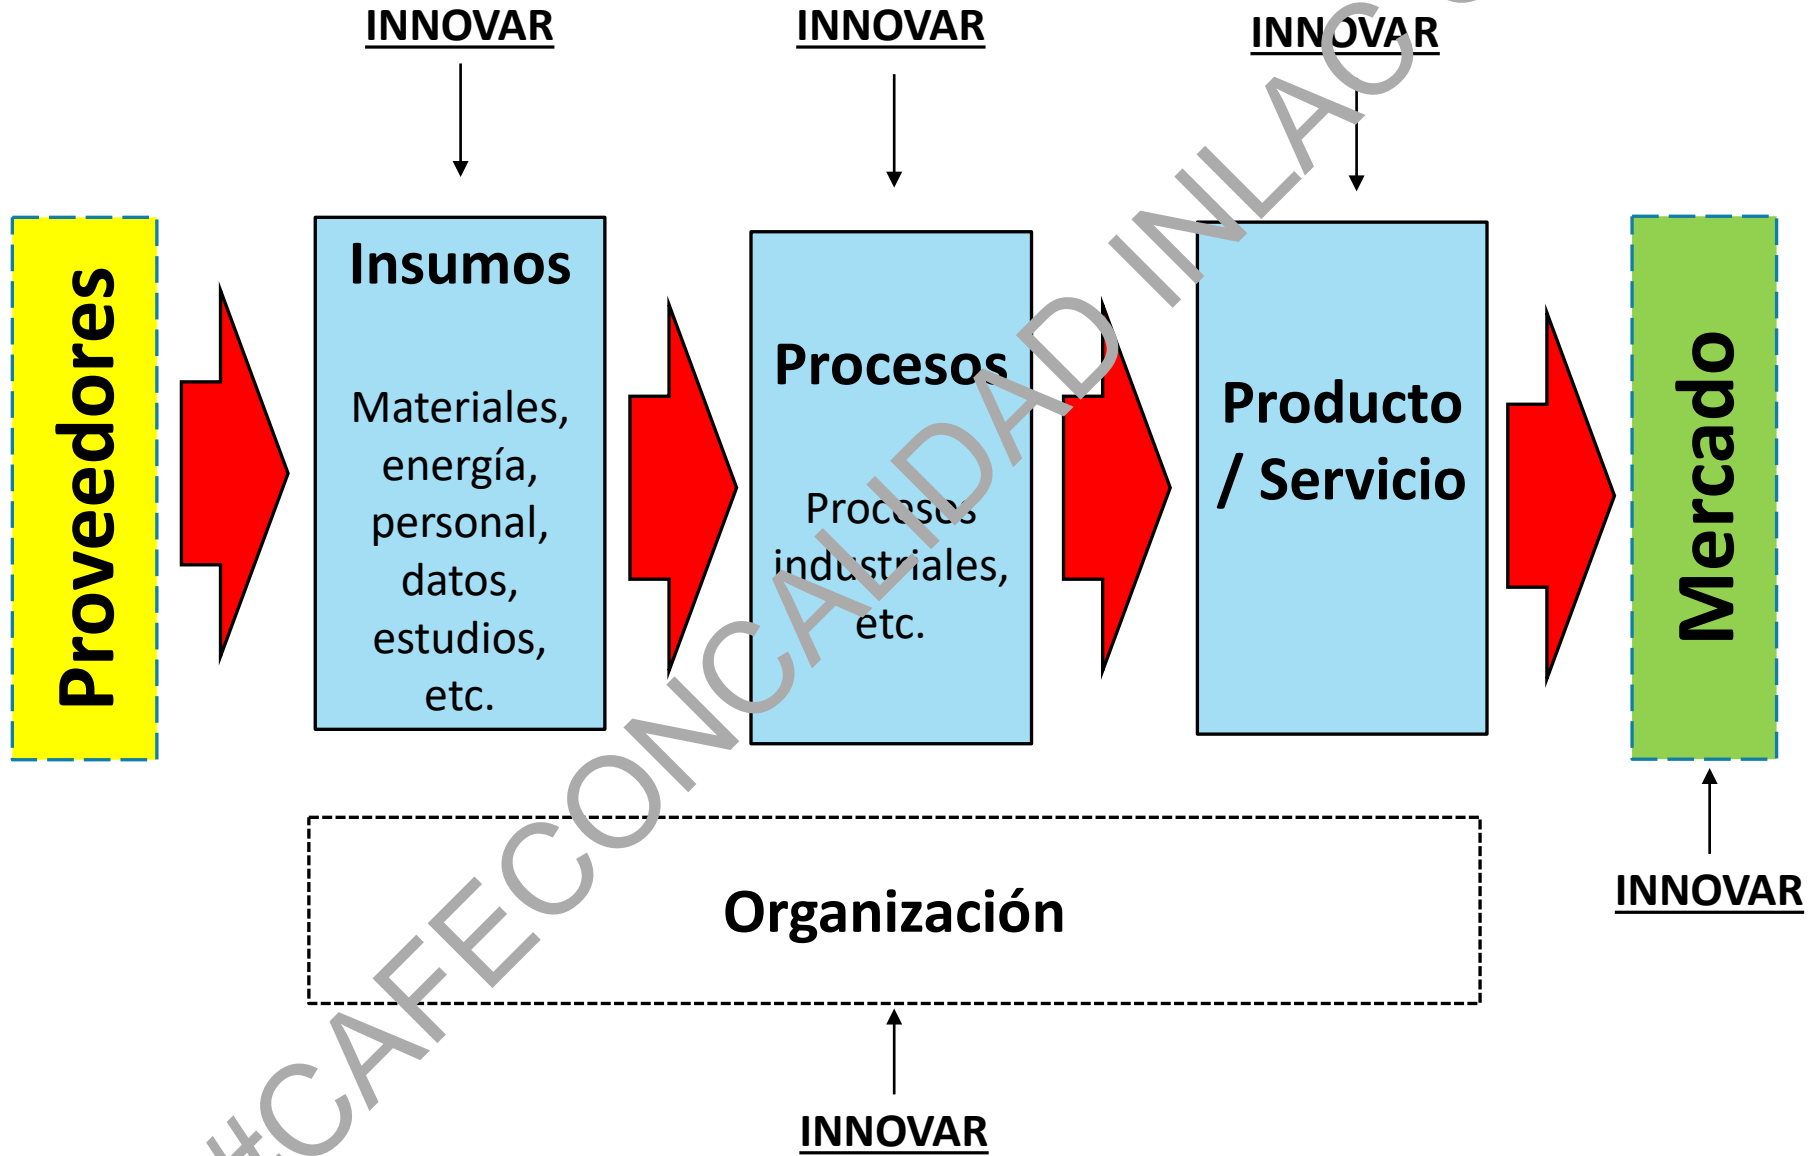 INNOVAR
INNOVAR
INNOVAR
Proveedores
Insumos
Materiales,
energía,
personal,
datos,
estudios,
etc.
Procesos
Procesos
industriales,
etc.
Producto
/ Servicio
Mercado
INNOVAR
Organización
INNOVAR
#CAFECONCALIDAD INLAC